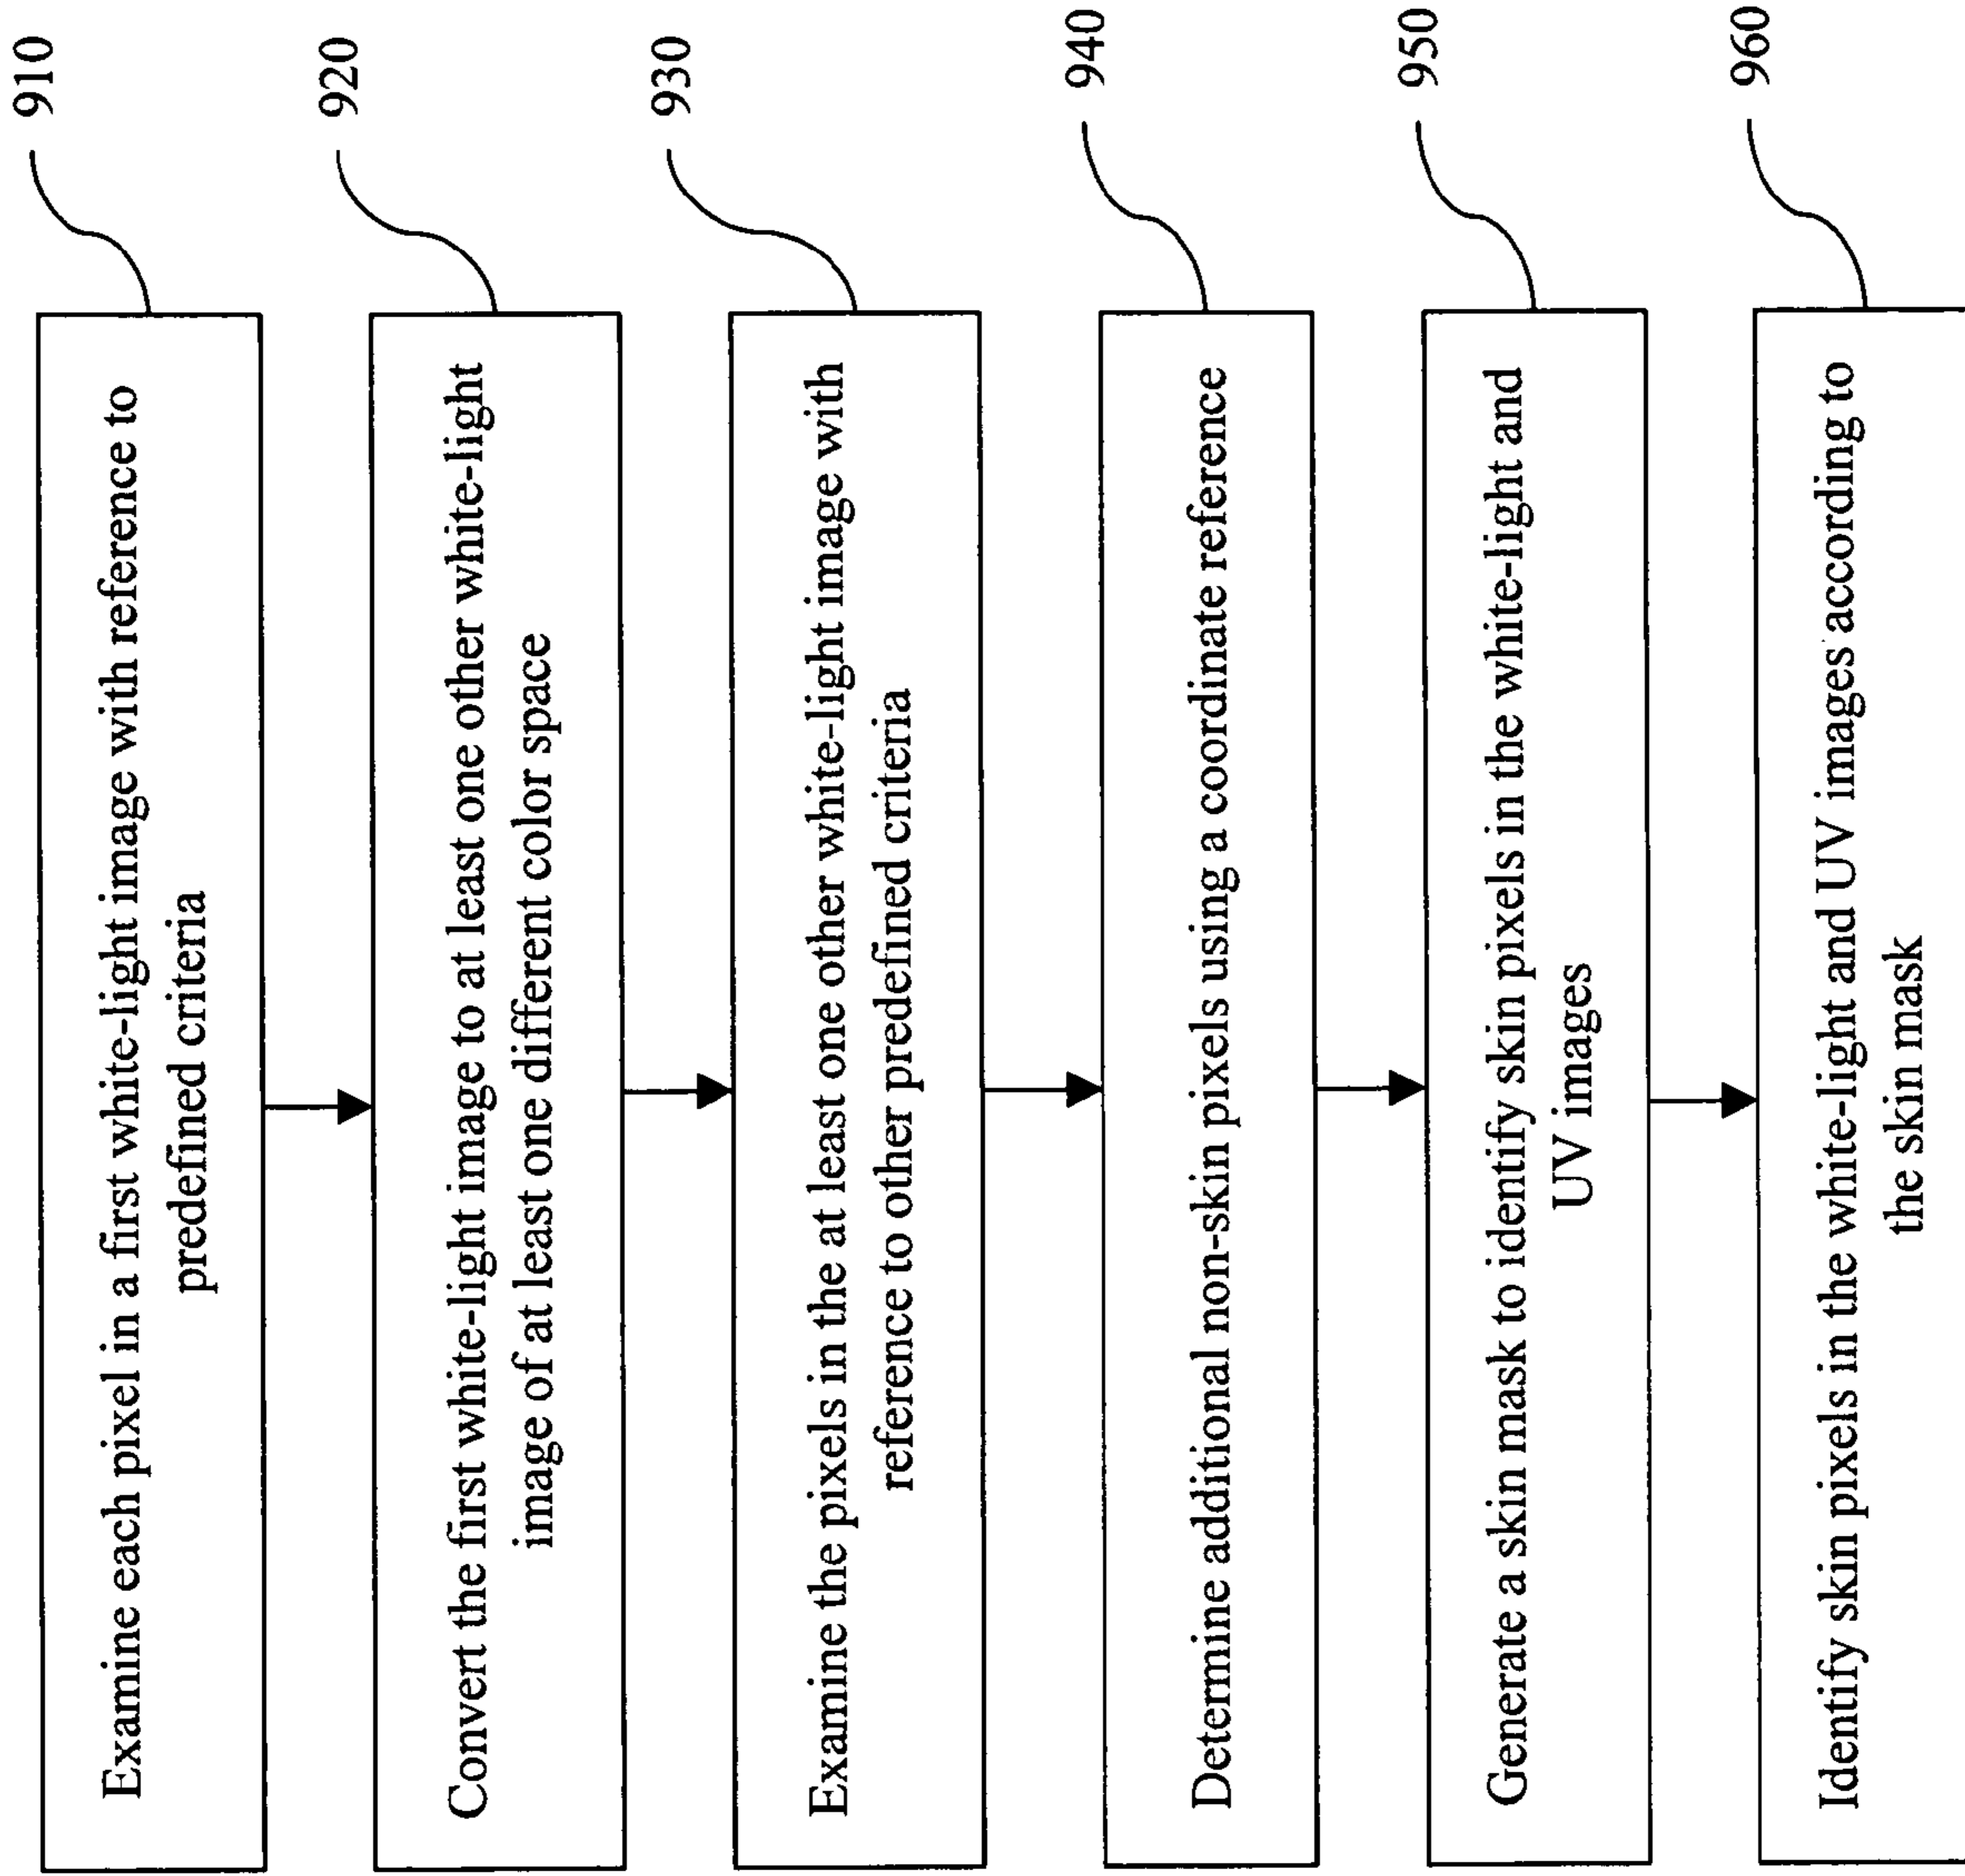 Examine each pixel in a first white-light image with reference to
predefined criteria
910
Convert the first white-light image to at least one other white-light
image of at least one different color space
920
Examine the pixels in the at least one other white-light image with
reference to other predefined criteria
930
Determine additional non-skin pixels using a coordinate reference
940
Generate a skin mask to identify skin pixels in the white-light and
UV images
950
Identify skin pixels in the white-light and UV images according to
the skin mask
960